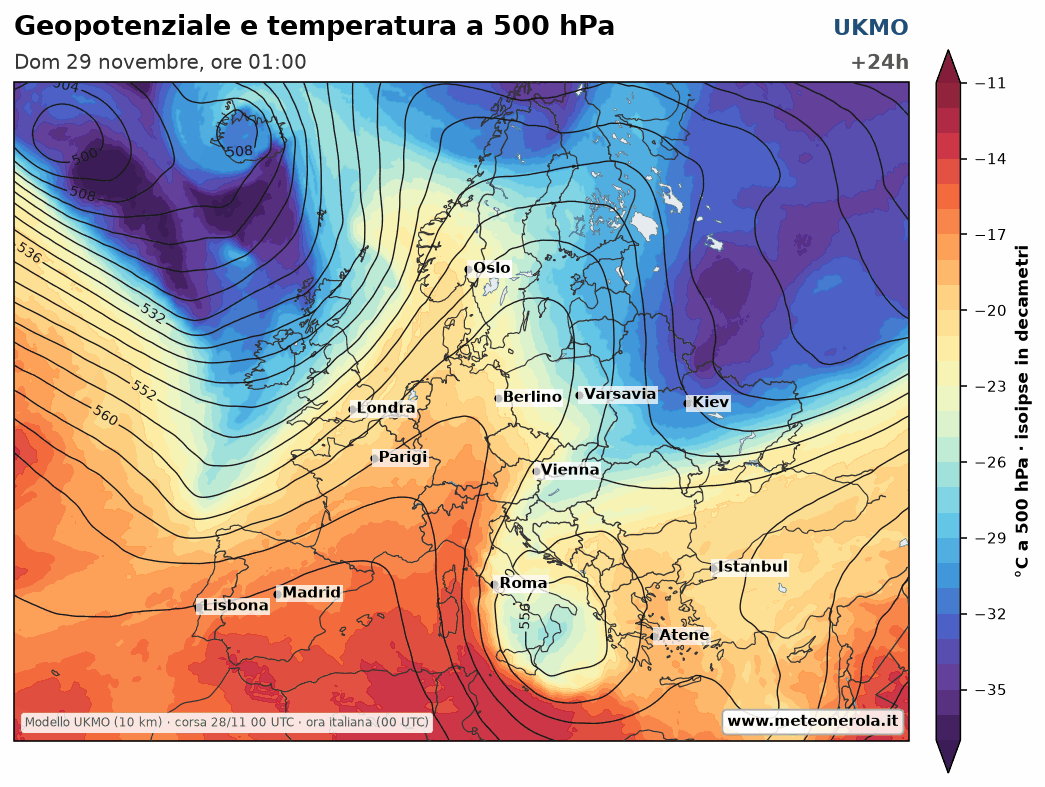 Geopotenziale e temperatura a 500 hPa
UKMO
Dom 29 novembre, ore 01:00
+24h
504
500
508
508
536
532
552
560
556
Oslo
Berlino
Varsavia
Kiev
Londra
Parigi
Vienna
Roma
Istanbul
Madrid
Lisbona
Atene
−11
−14
−17
−20
−23
−26
−29
−32
−35
°C a 500 hPa · isoipse in decametri
Modello UKMO (10 km) · corsa 28/11 00 UTC · ora italiana (00 UTC)
www.meteonerola.it